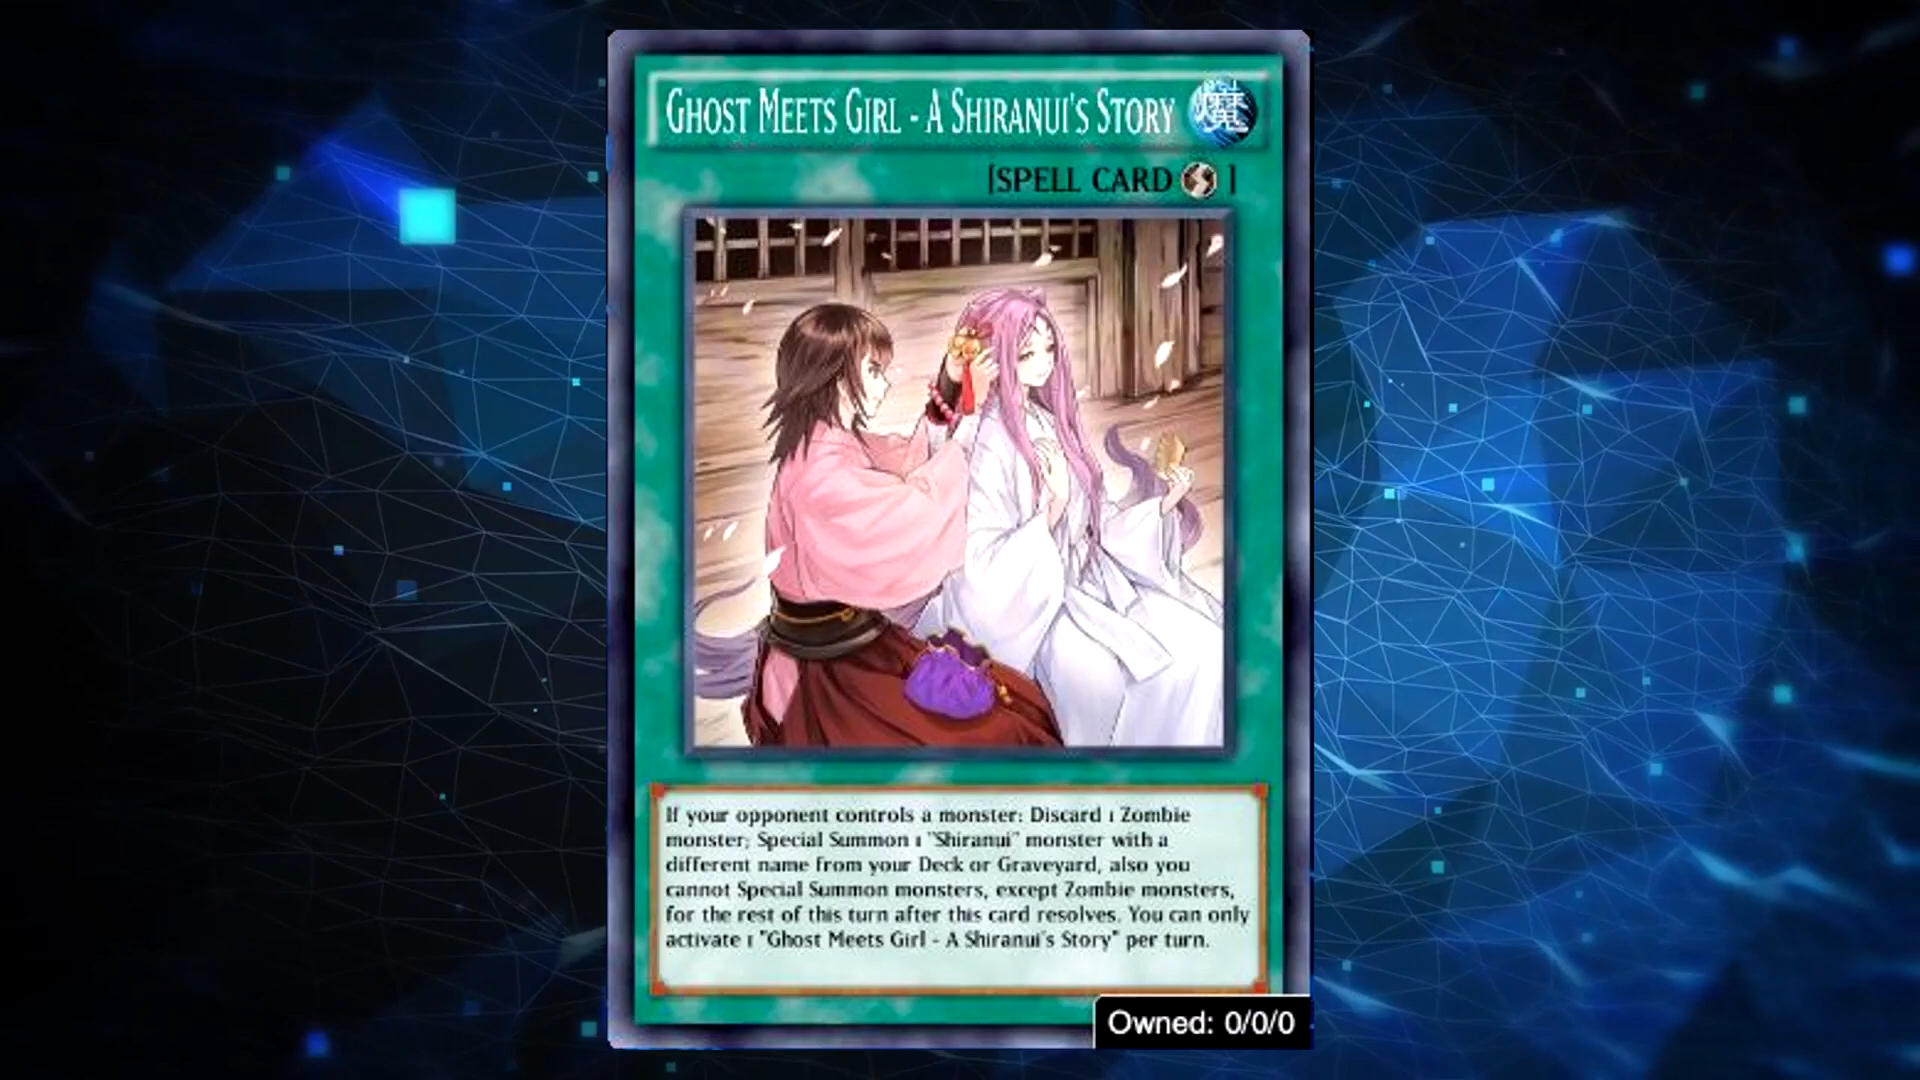 GHOST MEETS GIRL - A SHIRANUI'S STORY 魔
[SPELL CARD ]
If your opponent controls a monster: Discard 1 Zombie
monster; Special Summon 1 "Shiranui" monster with a
different name from your Deck or Graveyard, also you
cannot Special Summon monsters, except Zombie monsters,
for the rest of this turn after this card resolves. You can only
activate 1 "Ghost Meets Girl - A Shiranui's Story" per turn.
Owned: 0/0/0